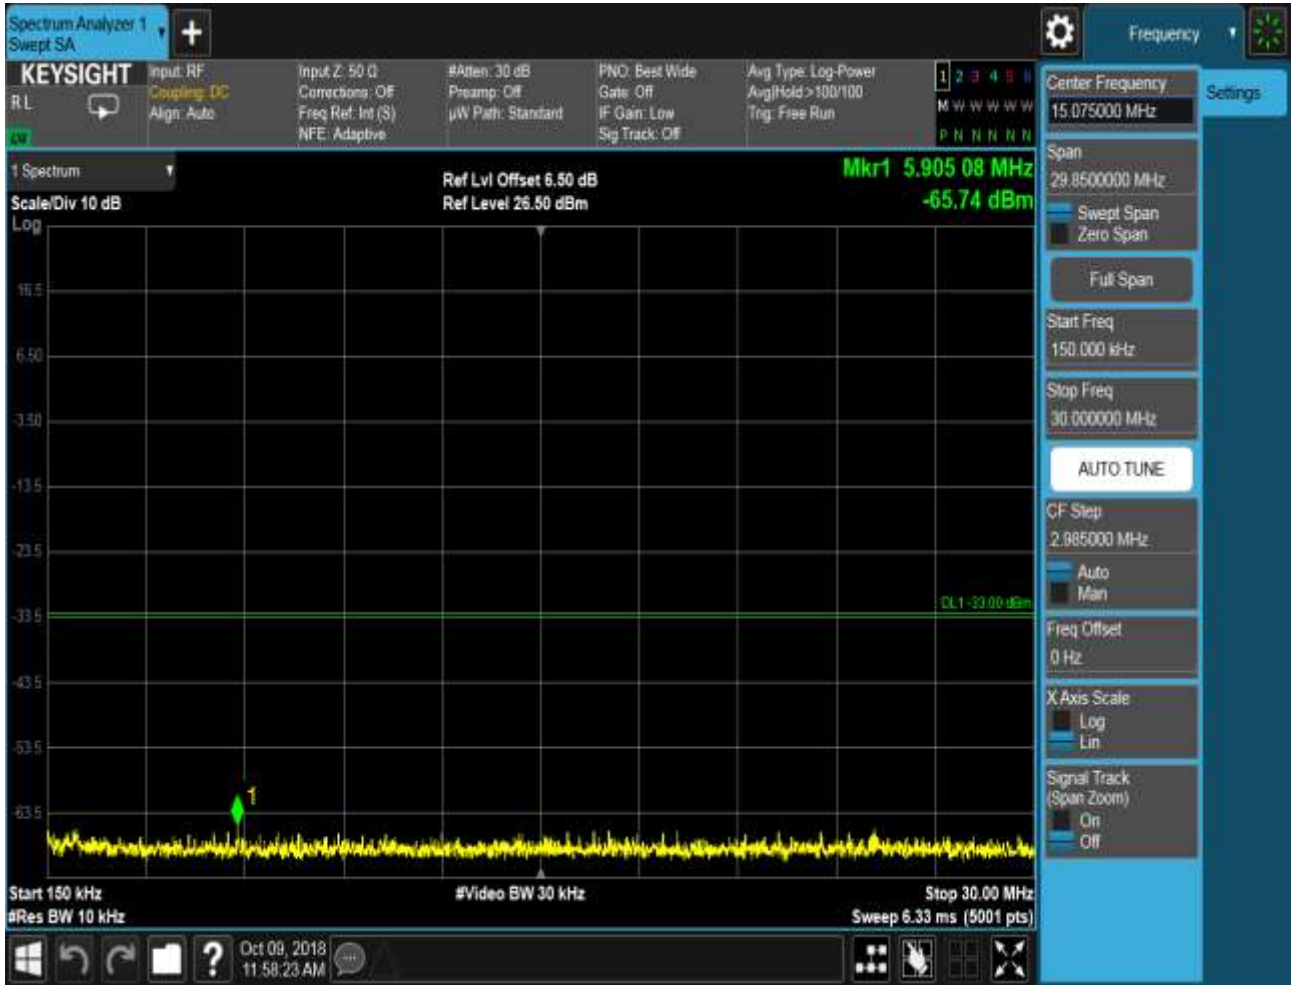 Spectrum Analyzer 1
Swept SA
Frequency
KEYSIGHT
R L
Input: RF
Coupling: DC
Align: Auto
Input Z: 50 Ω
Corrections: Off
Freq Ref: Int (S)
NFE: Adaptive
#Atten: 30 dB
Preamp: Off
µW Path: Standard
PNO: Best Wide
Gate: Off
IF Gain: Low
Sig Track: Off
Avg Type: Log-Power
Avg|Hold:>100/100
Trig: Free Run
1 2 3 4 5 6
M W W W W W
P N N N N N
1 Spectrum
Scale/Div 10 dB
Log
Ref Lvl Offset 6.50 dB
Ref Level 26.50 dBm
Mkr1 5.905 08 MHz
-65.74 dBm
16.5
6.50
-3.50
-13.5
-23.5
-33.5
-43.5
-53.5
-63.5
DL1 -33.00 dBm
1
Start 150 kHz
#Res BW 10 kHz
#Video BW 30 kHz
Stop 30.00 MHz
Sweep 6.33 ms (5001 pts)
Center Frequency
15.075000 MHz
Settings
Span
29.8500000 MHz
Swept Span
Zero Span
Full Span
Start Freq
150.000 kHz
Stop Freq
30.000000 MHz
AUTO TUNE
CF Step
2.985000 MHz
Auto
Man
Freq Offset
0 Hz
X Axis Scale
Log
Lin
Signal Track
(Span Zoom)
On
Off
?
Oct 09, 2018
11:58:23 AM